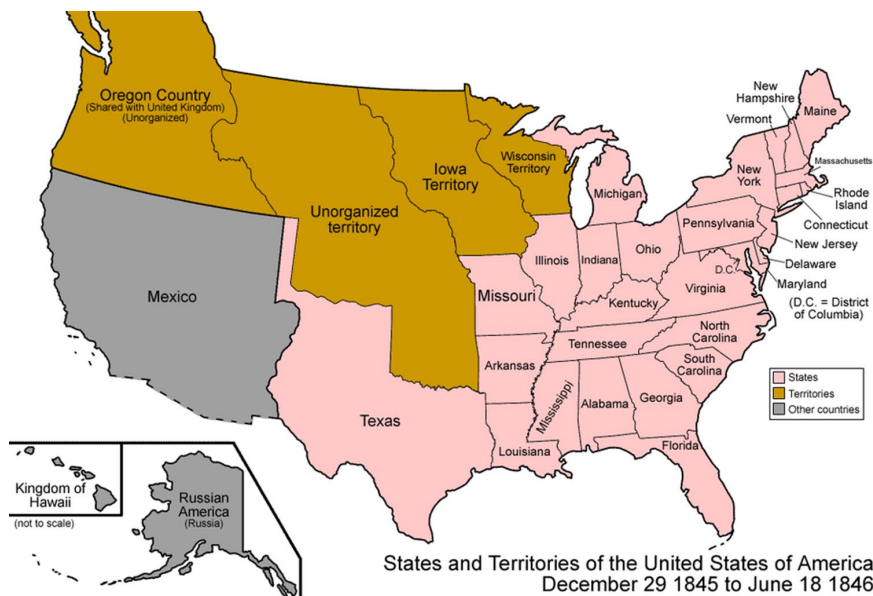 Oregon Country
(Shared with United Kingdom)
(Unorganized)
Unorganized
territory
Iowa
Territory
Wisconsin
Territory
Michigan
New
Hampshire
Vermont
Maine
Massachusetts
New
York
Rhode
Island
Connecticut
Pennsylvania
New Jersey
Delaware
Maryland
D.C.
(D.C. = District
of Columbia)
Mexico
Illinois
Indiana
Ohio
Virginia
Missouri
Kentucky
North
Carolina
Tennessee
South
Carolina
Arkansas
Mississippi
Alabama
Georgia
Texas
Louisiana
Florida
States
Territories
Other countries
Kingdom of
Hawaii
(not to scale)
Russian
America
(Russia)
States and Territories of the United States of America
December 29 1845 to June 18 1846